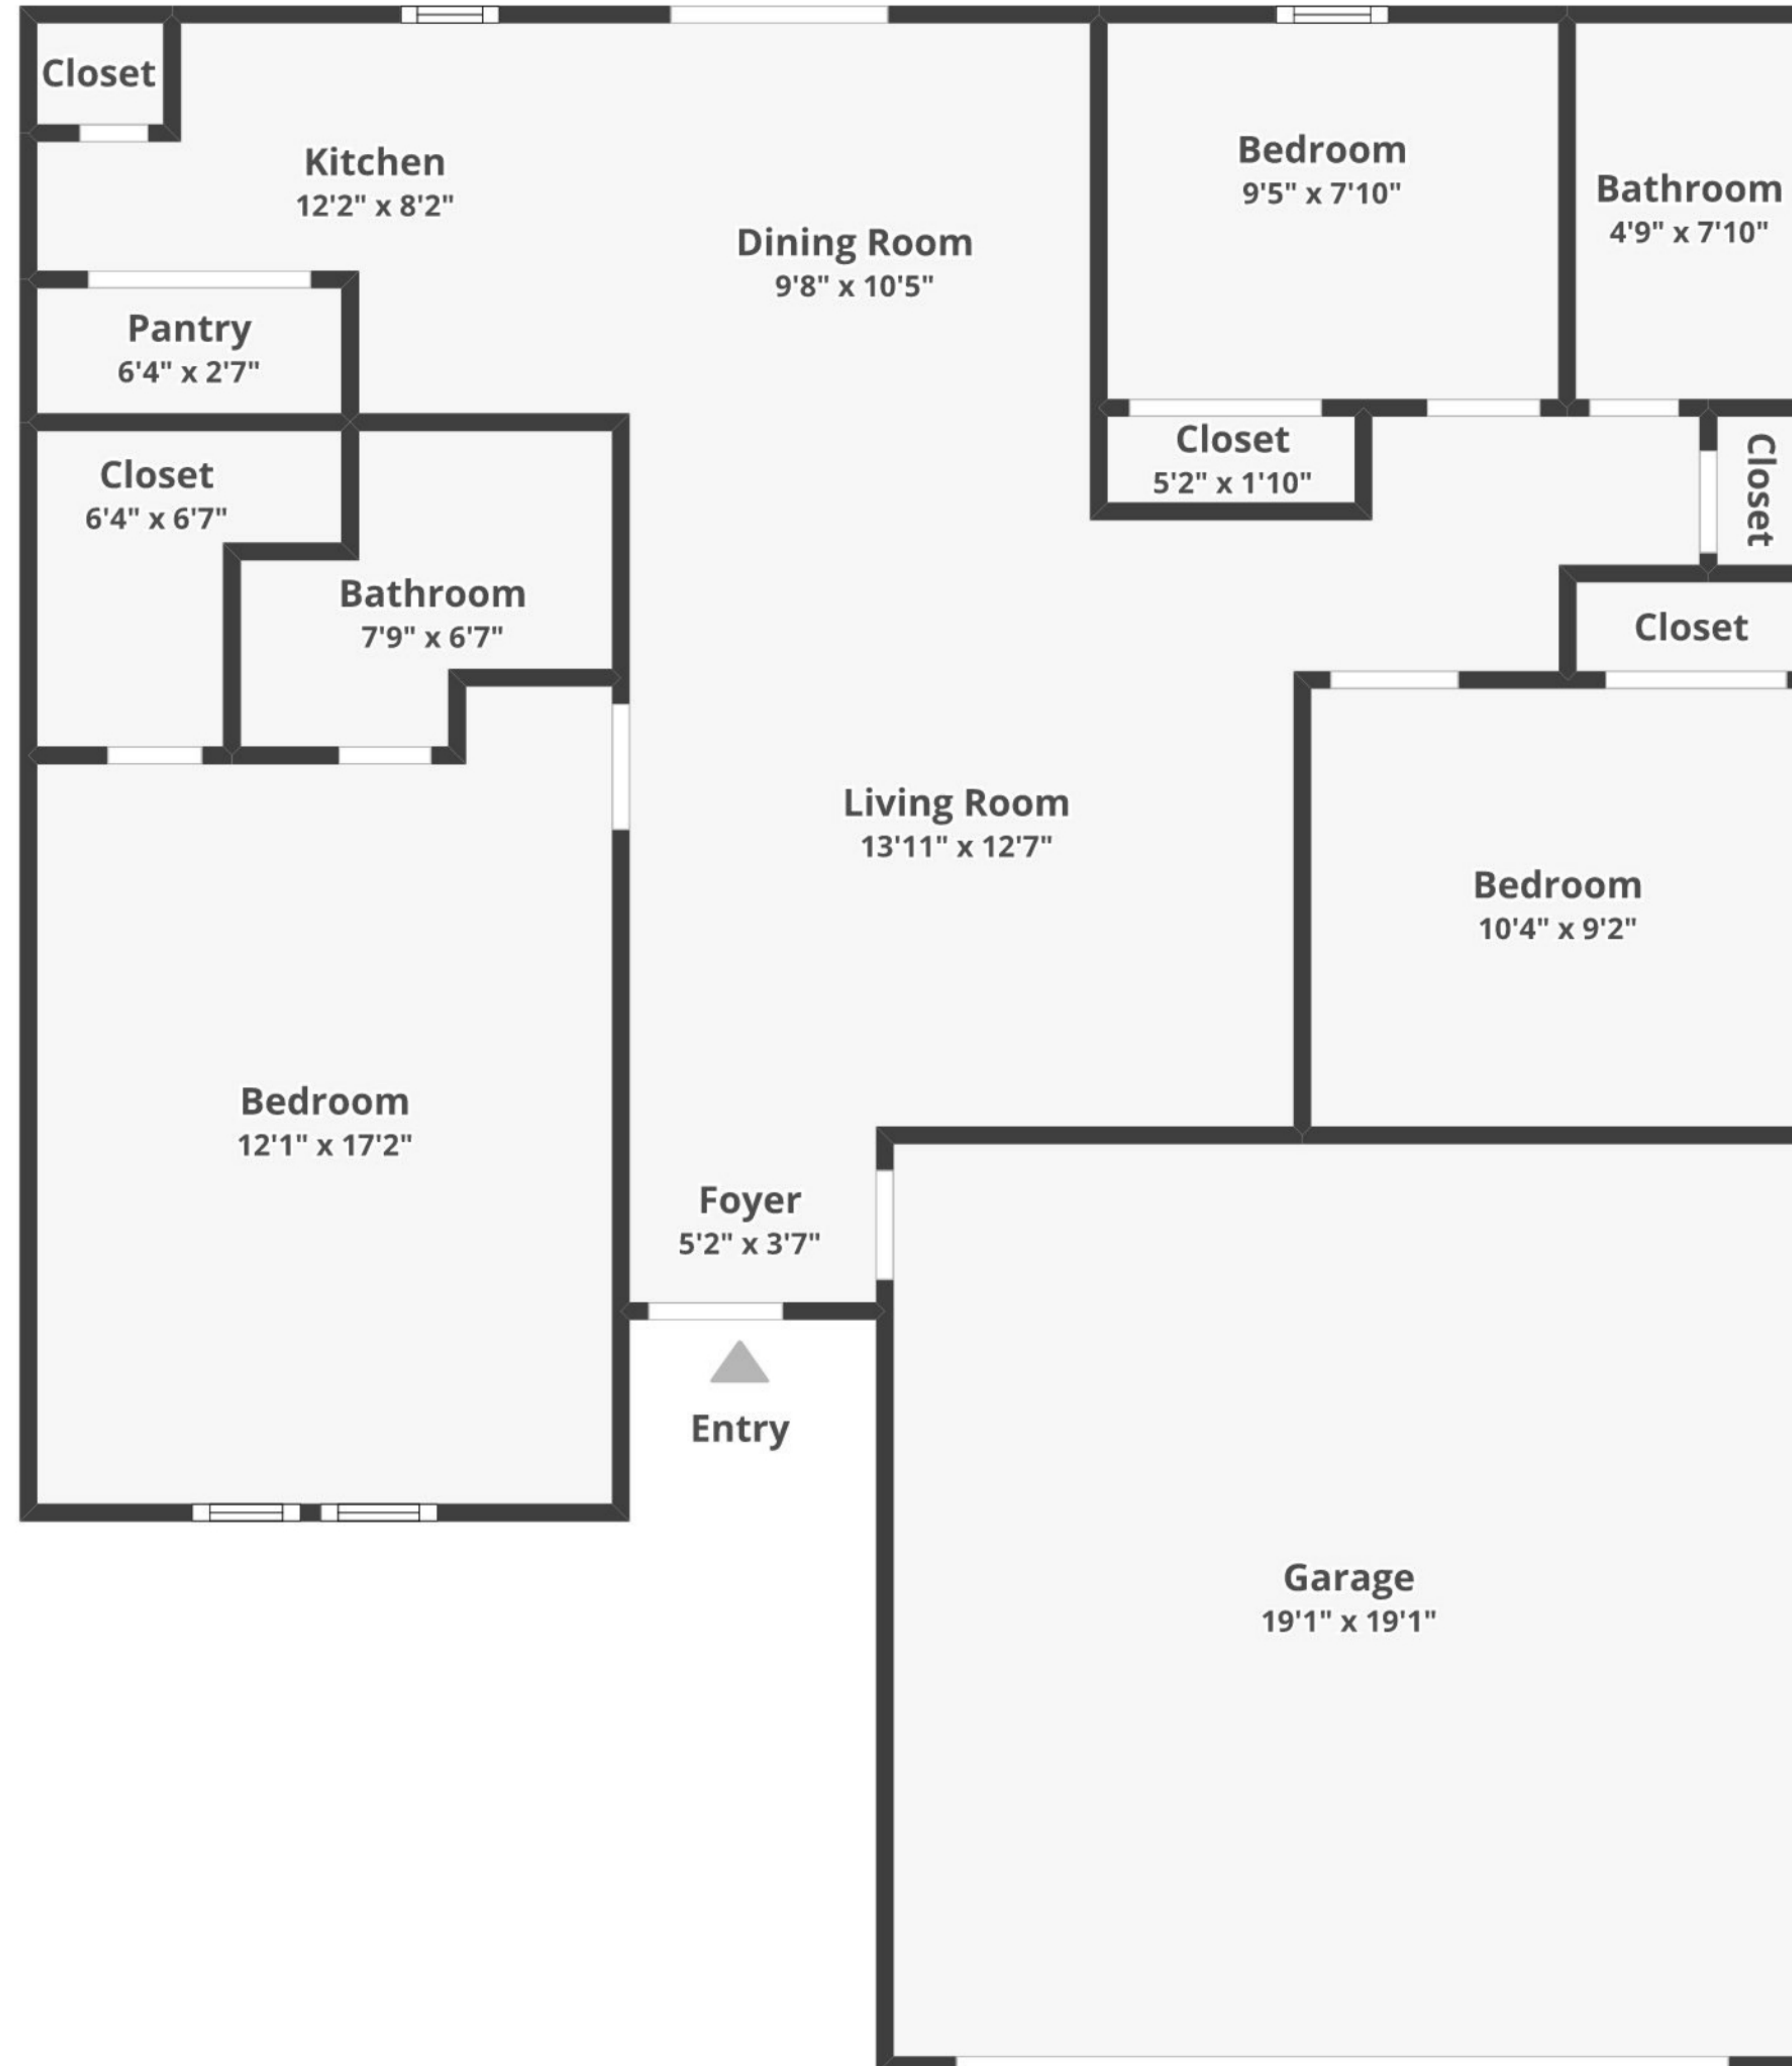 Closet
Kitchen
12'2" x 8'2"
Dining Room
9'8" x 10'5"
Bedroom
9'5" x 7'10"
Bathroom
4'9" x 7'10"
Pantry
6'4" x 2'7"
Closet
6'4" x 6'7"
Closet
5'2" x 1'10"
Closet
Bathroom
7'9" x 6'7"
Closet
Living Room
13'11" x 12'7"
Bedroom
10'4" x 9'2"
Bedroom
12'1" x 17'2"
Foyer
5'2" x 3'7"
Entry
Garage
19'1" x 19'1"